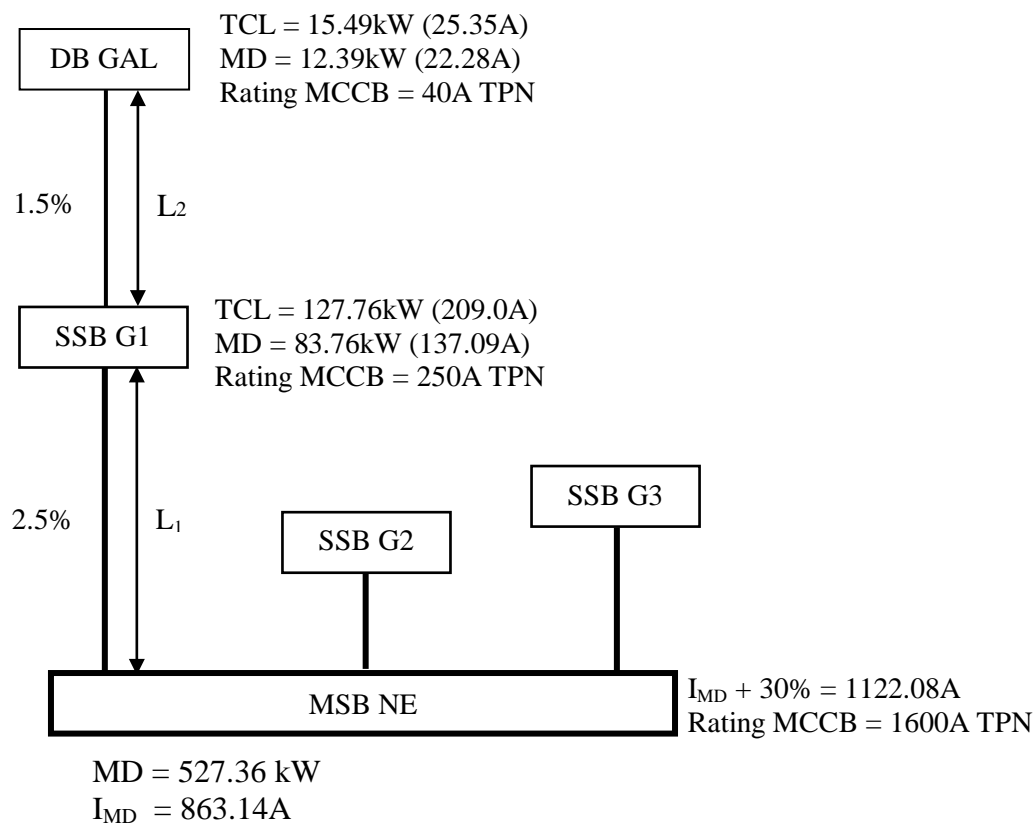 DB GAL
TCL = 15.49kW (25.35A)
MD = 12.39kW (22.28A)
Rating MCCB = 40A TPN
1.5%
L2
SSB G1
TCL = 127.76kW (209.0A)
MD = 83.76kW (137.09A)
Rating MCCB = 250A TPN
2.5%
L1
SSB G2
SSB G3
MSB NE
IMD + 30% = 1122.08A
Rating MCCB = 1600A TPN
MD = 527.36 kW
IMD = 863.14A